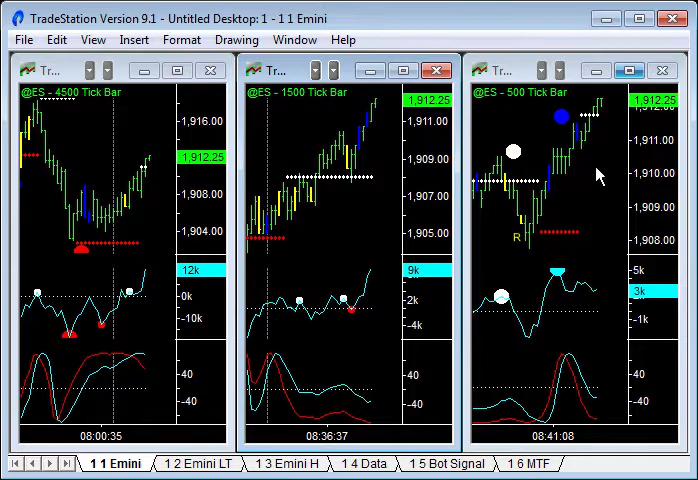 TradeStation Version 9.1 - Untitled Desktop: 1 - 1 1 Emini
File Edit View Insert Format Drawing Window Help
Tr...
@ES - 4500 Tick Bar
1,916.00
1,912.25
1,908.00
1,904.00
12k
0k
-10k
40
-40
08:00:35
Tr...
@ES - 1500 Tick Bar
1,912.25
1,911.00
1,909.00
1,907.00
1,905.00
9k
2k
-4k
40
-40
08:36:37
Tr...
@ES - 500 Tick Bar
1,912.25
1,912.00
1,911.00
1,910.00
1,909.00
1,908.00
R
5k
3k
-1k
40
-40
08:41:08
1 1 Emini 1 2 Emini LT 1 3 Emini H 1 4 Data 1 5 Bot Signal 1 6 MTF